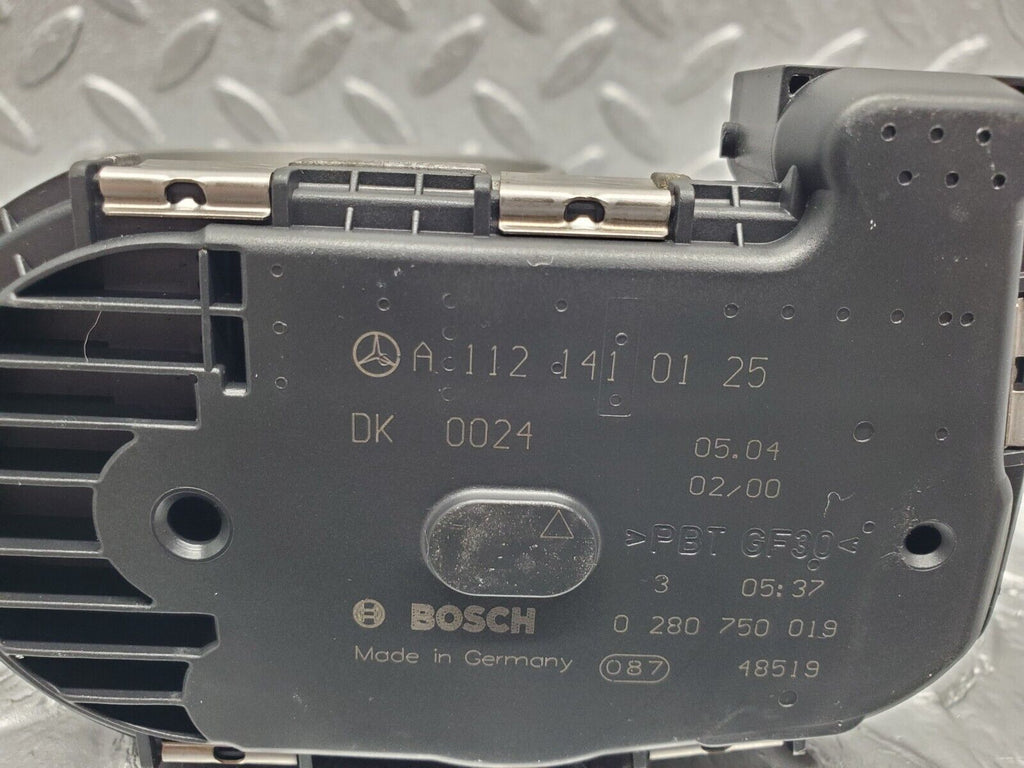 A 112 141 01 25
DK 0024
05.04
02/00
>PBT GF30<
3 05:37
BOSCH 0 280 750 019
Made in Germany 087 48519